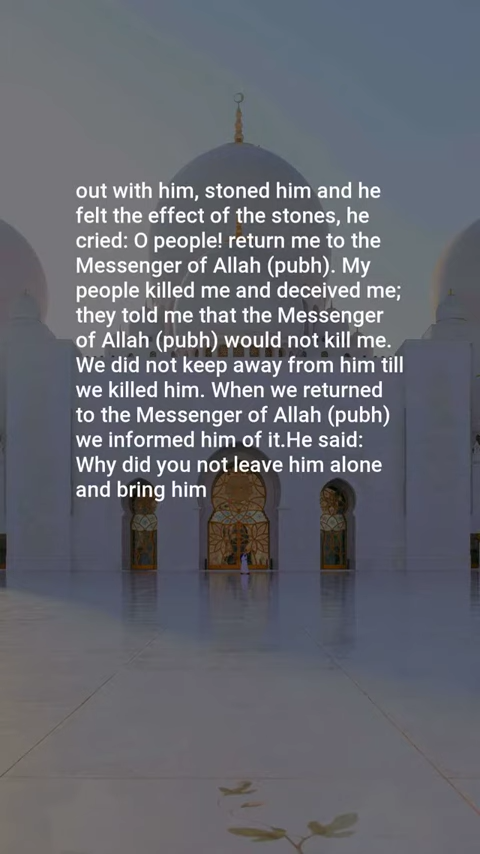 out with him, stoned him and he
felt the effect of the stones, he
cried: O people! return me to the
Messenger of Allah (pubh). My
people killed me and deceived me;
they told me that the Messenger
of Allah (pubh) would not kill me.
We did not keep away from him till
we killed him. When we returned
to the Messenger of Allah (pubh)
we informed him of it.He said:
Why did you not leave him alone
and bring him